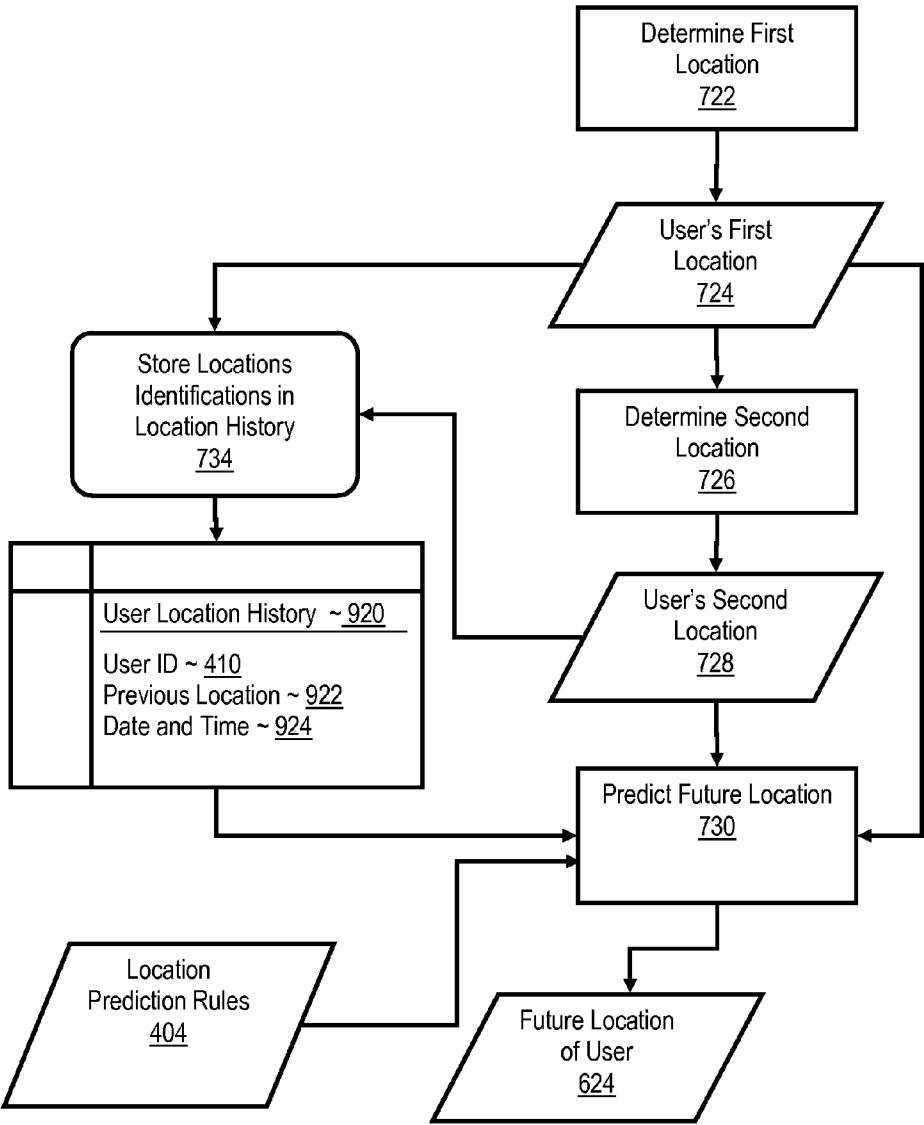 Determine First
Location
722
User's First
Location
724
Store Locations
Identifications in
Location History
734
Determine Second
Location
726
User Location History ~ 920
User ID ~ 410
Previous Location ~ 922
Date and Time ~ 924
User's Second
Location
728
Predict Future Location
730
Location
Prediction Rules
404
Future Location
of User
624